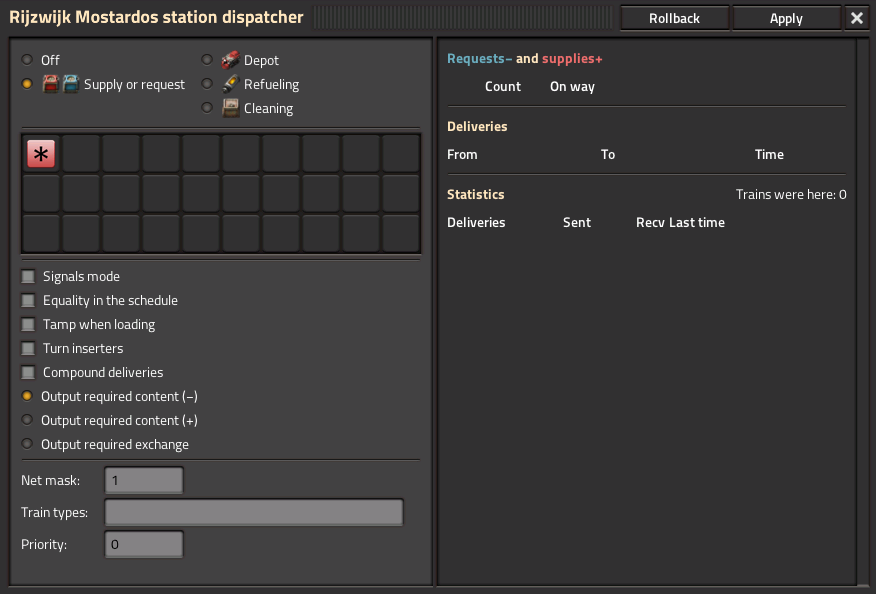 Rijzwijk Mostardos station dispatcher
Rollback
Apply
Off
Depot
Supply or request
Refueling
Cleaning
Signals mode
Equality in the schedule
Tamp when loading
Turn inserters
Compound deliveries
Output required content (−)
Output required content (+)
Output required exchange
Net mask: 1
Train types:
Priority: 0
Requests− and supplies+
Count On way
Deliveries
From To Time
Statistics Trains were here: 0
Deliveries Sent Recv Last time